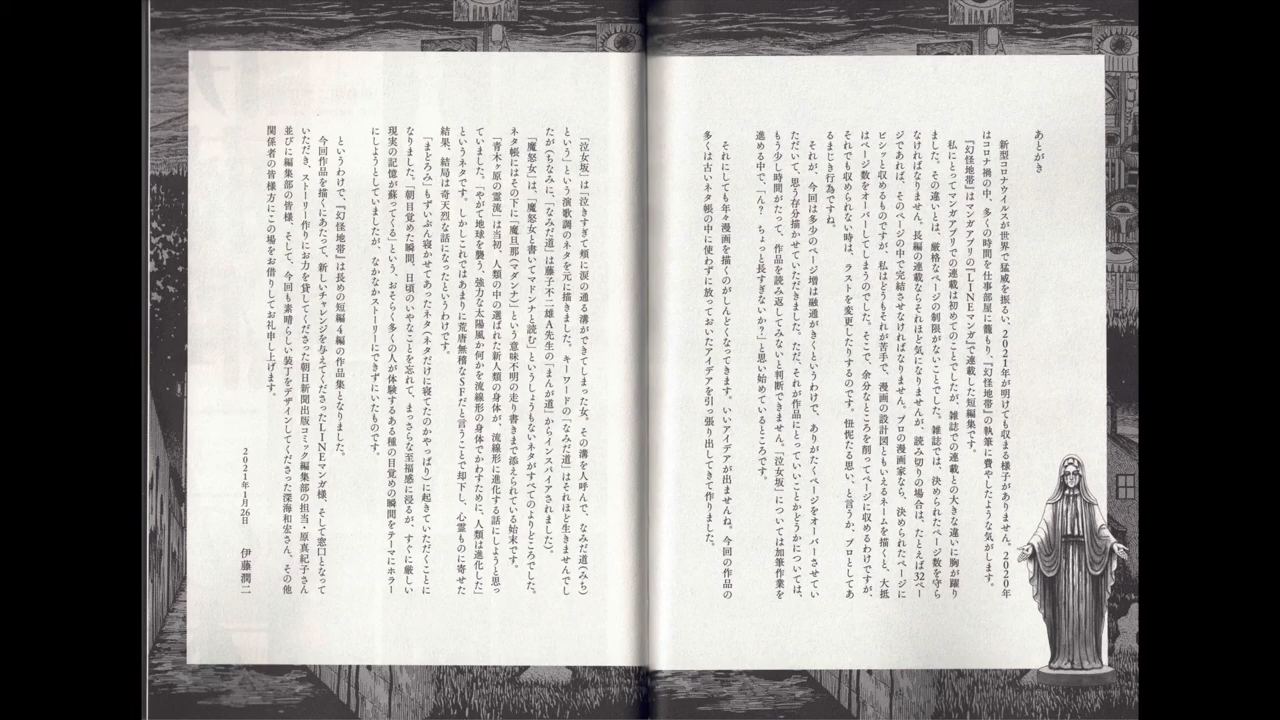 あとがき
新型コロナウイルスが世界で猛威を振るい、2021年が明けても収まる様子がありません。2020年
はコロナ禍の中、多くの時間を仕事部屋に籠もり、『幻怪地帯』の執筆に費やしたような気がします。
『幻怪地帯』はマンガアプリの『LINEマンガ』で連載した短編集です。
私にとってマンガアプリでの連載は初めてのことでしたが、雑誌での連載との大きな違いに胸が躍り
ました。その違いとは、厳格なページの制限がないことでした。雑誌では、決められたページ数を守ら
なければなりません。長編の連載ならそれほど気になりませんが、読み切りの場合は、たとえば32ペー
ジであれば、そのページの中で完結させなければなりません。プロの漫画家なら、決められたページに
ビシッと収めるものですが、私はどうもそれが苦手で、漫画の設計図ともいえるネームを描くと、大抵
はページ数をオーバーしてしまうのでした。そこで、余分なところを削ってページに収めるわけですが、
それでも収められない時は、ラストを変更したりするのです。忸怩たる思い、と言うか、プロとしてあ
るまじき行為ですね。
それが、今回は多少のページ増は融通がきくというわけで、ありがたくページをオーバーさせてい
ただいて、思う存分描かせていただきました。ただ、それが作品にとっていいことかどうかについては、
もう少し時間がたって、作品を読み返してみないと判断できません。「泣女坂」については加筆作業を
進める中で、「ん? ちょっと長すぎないか?」と思い始めているところです。
それにしても年々漫画を描くのがしんどくなってきます。いいアイデアが出ませんね。今回の作品の
多くは古いネタ帳の中に使わずに放っておいたアイデアを引っ張り出してきて作りました。
「泣女坂」は「泣きすぎて頬に涙の通る溝ができてしまった女。その溝を人呼んで、なみだ道(みち)
という」という演歌調のネタを元に描きました。キーワードの「なみだ道」はそれほど生きませんでし
たが(ちなみに、「なみだ道」は藤子不二雄A先生の「まんが道」からインスパイアされました)。
「魔怒女」は、「魔怒女と書いてマドンナと読む」というしょうもないネタがすべてのよりどころでした。
ネタ帳にはその下に「魔旦那(マダンナ)」という意味不明の走り書きまで添えられている始末です。
「青木ヶ原の霊流」は当初、人類の中の選ばれた新人類の身体が、流線形に進化する話にしようと思っ
ていました。「やがて地球を襲う、強力な太陽風か何かを流線形の身体でかわすために、人類は進化した」
というネタです。しかしこれではあまりに荒唐無稽なSFだと言うことで却下し、心霊ものに寄せた
結果、結局は奇天烈な話になったというわけです。
「まどろみ」もずいぶん寝かせてあったネタ(ネタだけに寝てたのかやっぱり)に起きていただくことに
なりました。「朝目覚めた瞬間、日頃のいやなことを忘れて、まっさらな至福感に浸るが、すぐに厳しい
現実の記憶が蘇ってくる」という、おそらく多くの人が体験するある種の目覚めの瞬間をテーマにホラー
にしようとしていましたが、なかなかストーリーにできずにいたものです。
というわけで、『幻怪地帯』は長めの短編4編の作品集となりました。
今回作品を描くにあたって、新しいチャレンジを与えてくださったLINEマンガ様、そして窓口となって
いただき、ストーリー作りにお力を貸してくださった朝日新聞出版コミック編集部の担当・原真紀子さん
並びに編集部の皆様、そして、今回も素晴らしい装丁をデザインしてくださった深海和宏さん、その他
関係者の皆様方にこの場をお借りしてお礼申し上げます。
2021年1月26日 伊藤潤二